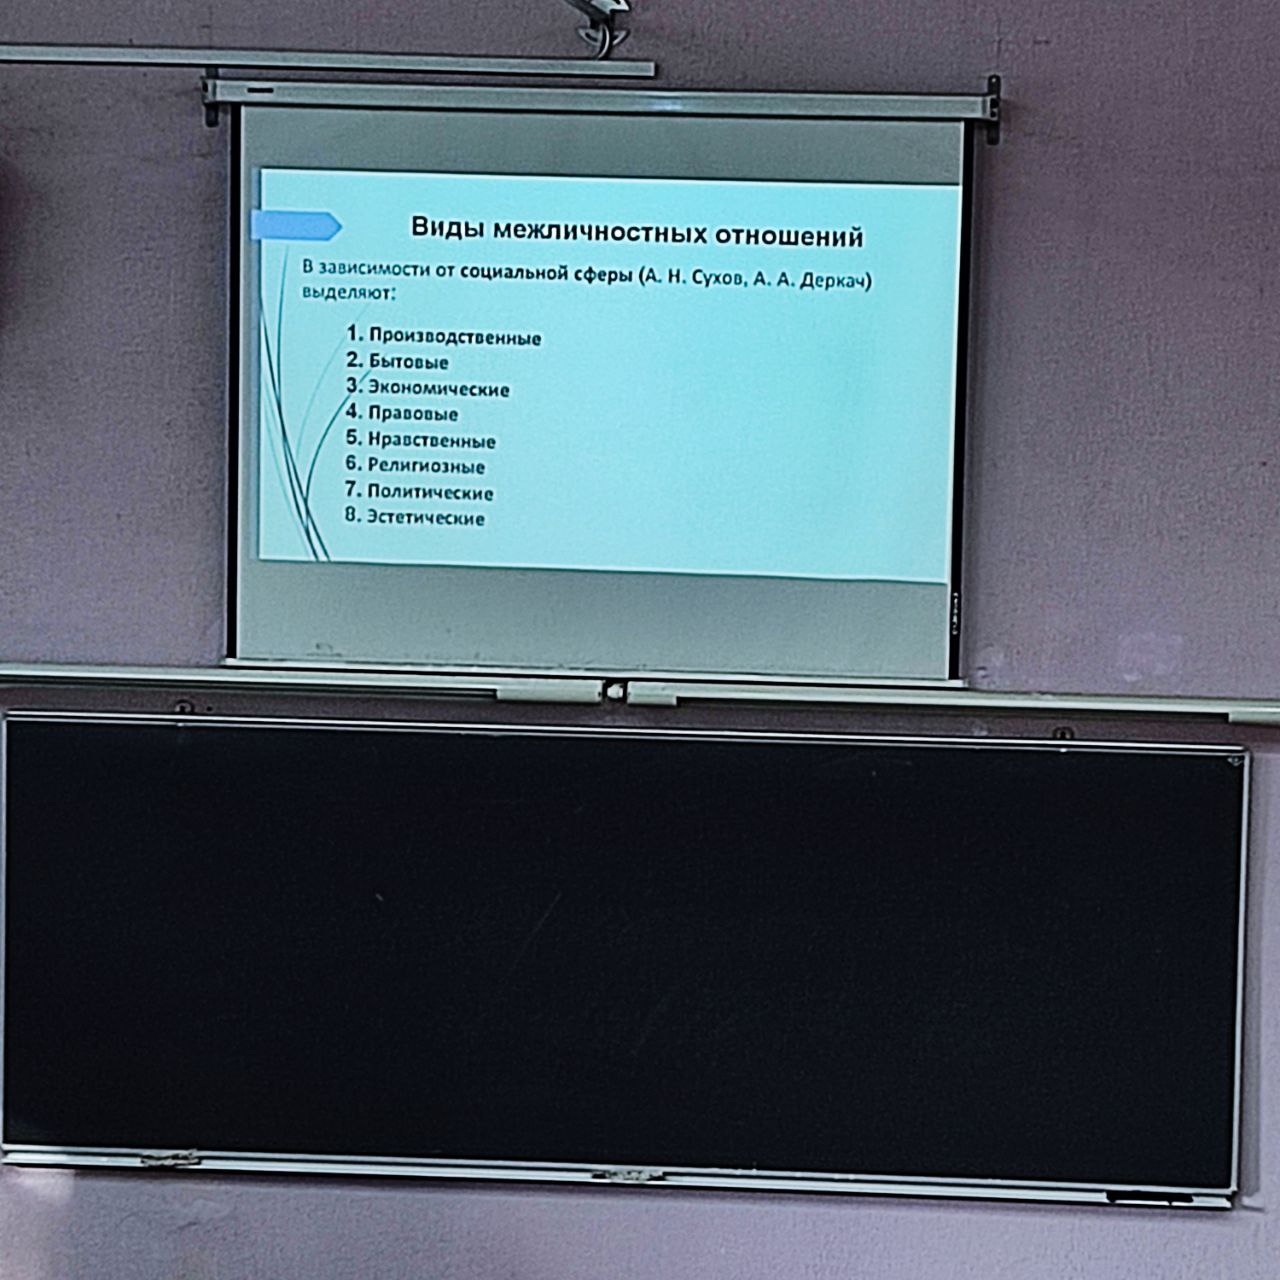 Виды межличностных отношений
В зависимости от социальной сферы (А. Н. Сухов, А. А. Деркач)
выделяют:
1. Производственные
2. Бытовые
3. Экономические
4. Правовые
5. Нравственные
6. Религиозные
7. Политические
8. Эстетические